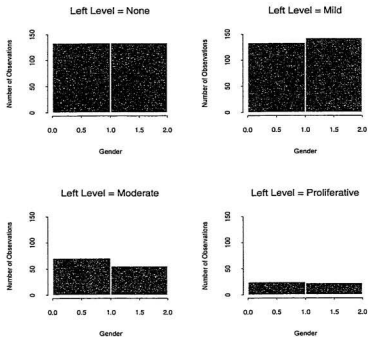 Left Level = None
Number of Observations
150
100
50
0
0.0 0.5 1.0 1.5 2.0
Gender
Left Level = Mild
Number of Observations
150
100
50
0
0.0 0.5 1.0 1.5 2.0
Gender
Left Level = Moderate
Number of Observations
150
100
50
0
0.0 0.5 1.0 1.5 2.0
Gender
Left Level = Proliferative
Number of Observations
150
100
50
0
0.0 0.5 1.0 1.5 2.0
Gender